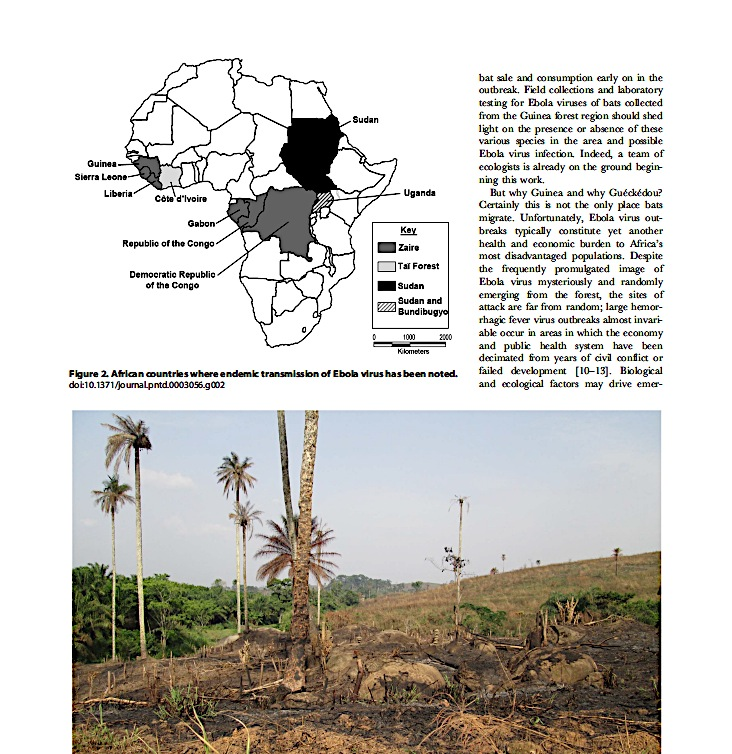 Sudan
Guinea
Sierra Leone
Liberia
Côte d'Ivoire
Uganda
Gabon
Republic of the Congo
Democratic Republic
of the Congo
Key
Zaire
Taï Forest
Sudan
Sudan and
Bundibugyo
0 1000 2000
Kilometers
Figure 2. African countries where endemic transmission of Ebola virus has been noted.
doi:10.1371/journal.pntd.0003056.g002
bat sale and consumption early on in the
outbreak. Field collections and laboratory
testing for Ebola viruses of bats collected
from the Guinea forest region should shed
light on the presence or absence of these
various species in the area and possible
Ebola virus infection. Indeed, a team of
ecologists is already on the ground begin-
ning this work.
But why Guinea and why Guéckédou?
Certainly this is not the only place bats
migrate. Unfortunately, Ebola virus out-
breaks typically constitute yet another
health and economic burden to Africa's
most disadvantaged populations. Despite
the frequently promulgated image of
Ebola virus mysteriously and randomly
emerging from the forest, the sites of
attack are far from random; large hemor-
rhagic fever virus outbreaks almost invari-
able occur in areas in which the economy
and public health system have been
decimated from years of civil conflict or
failed development [10–13]. Biological
and ecological factors may drive emer-